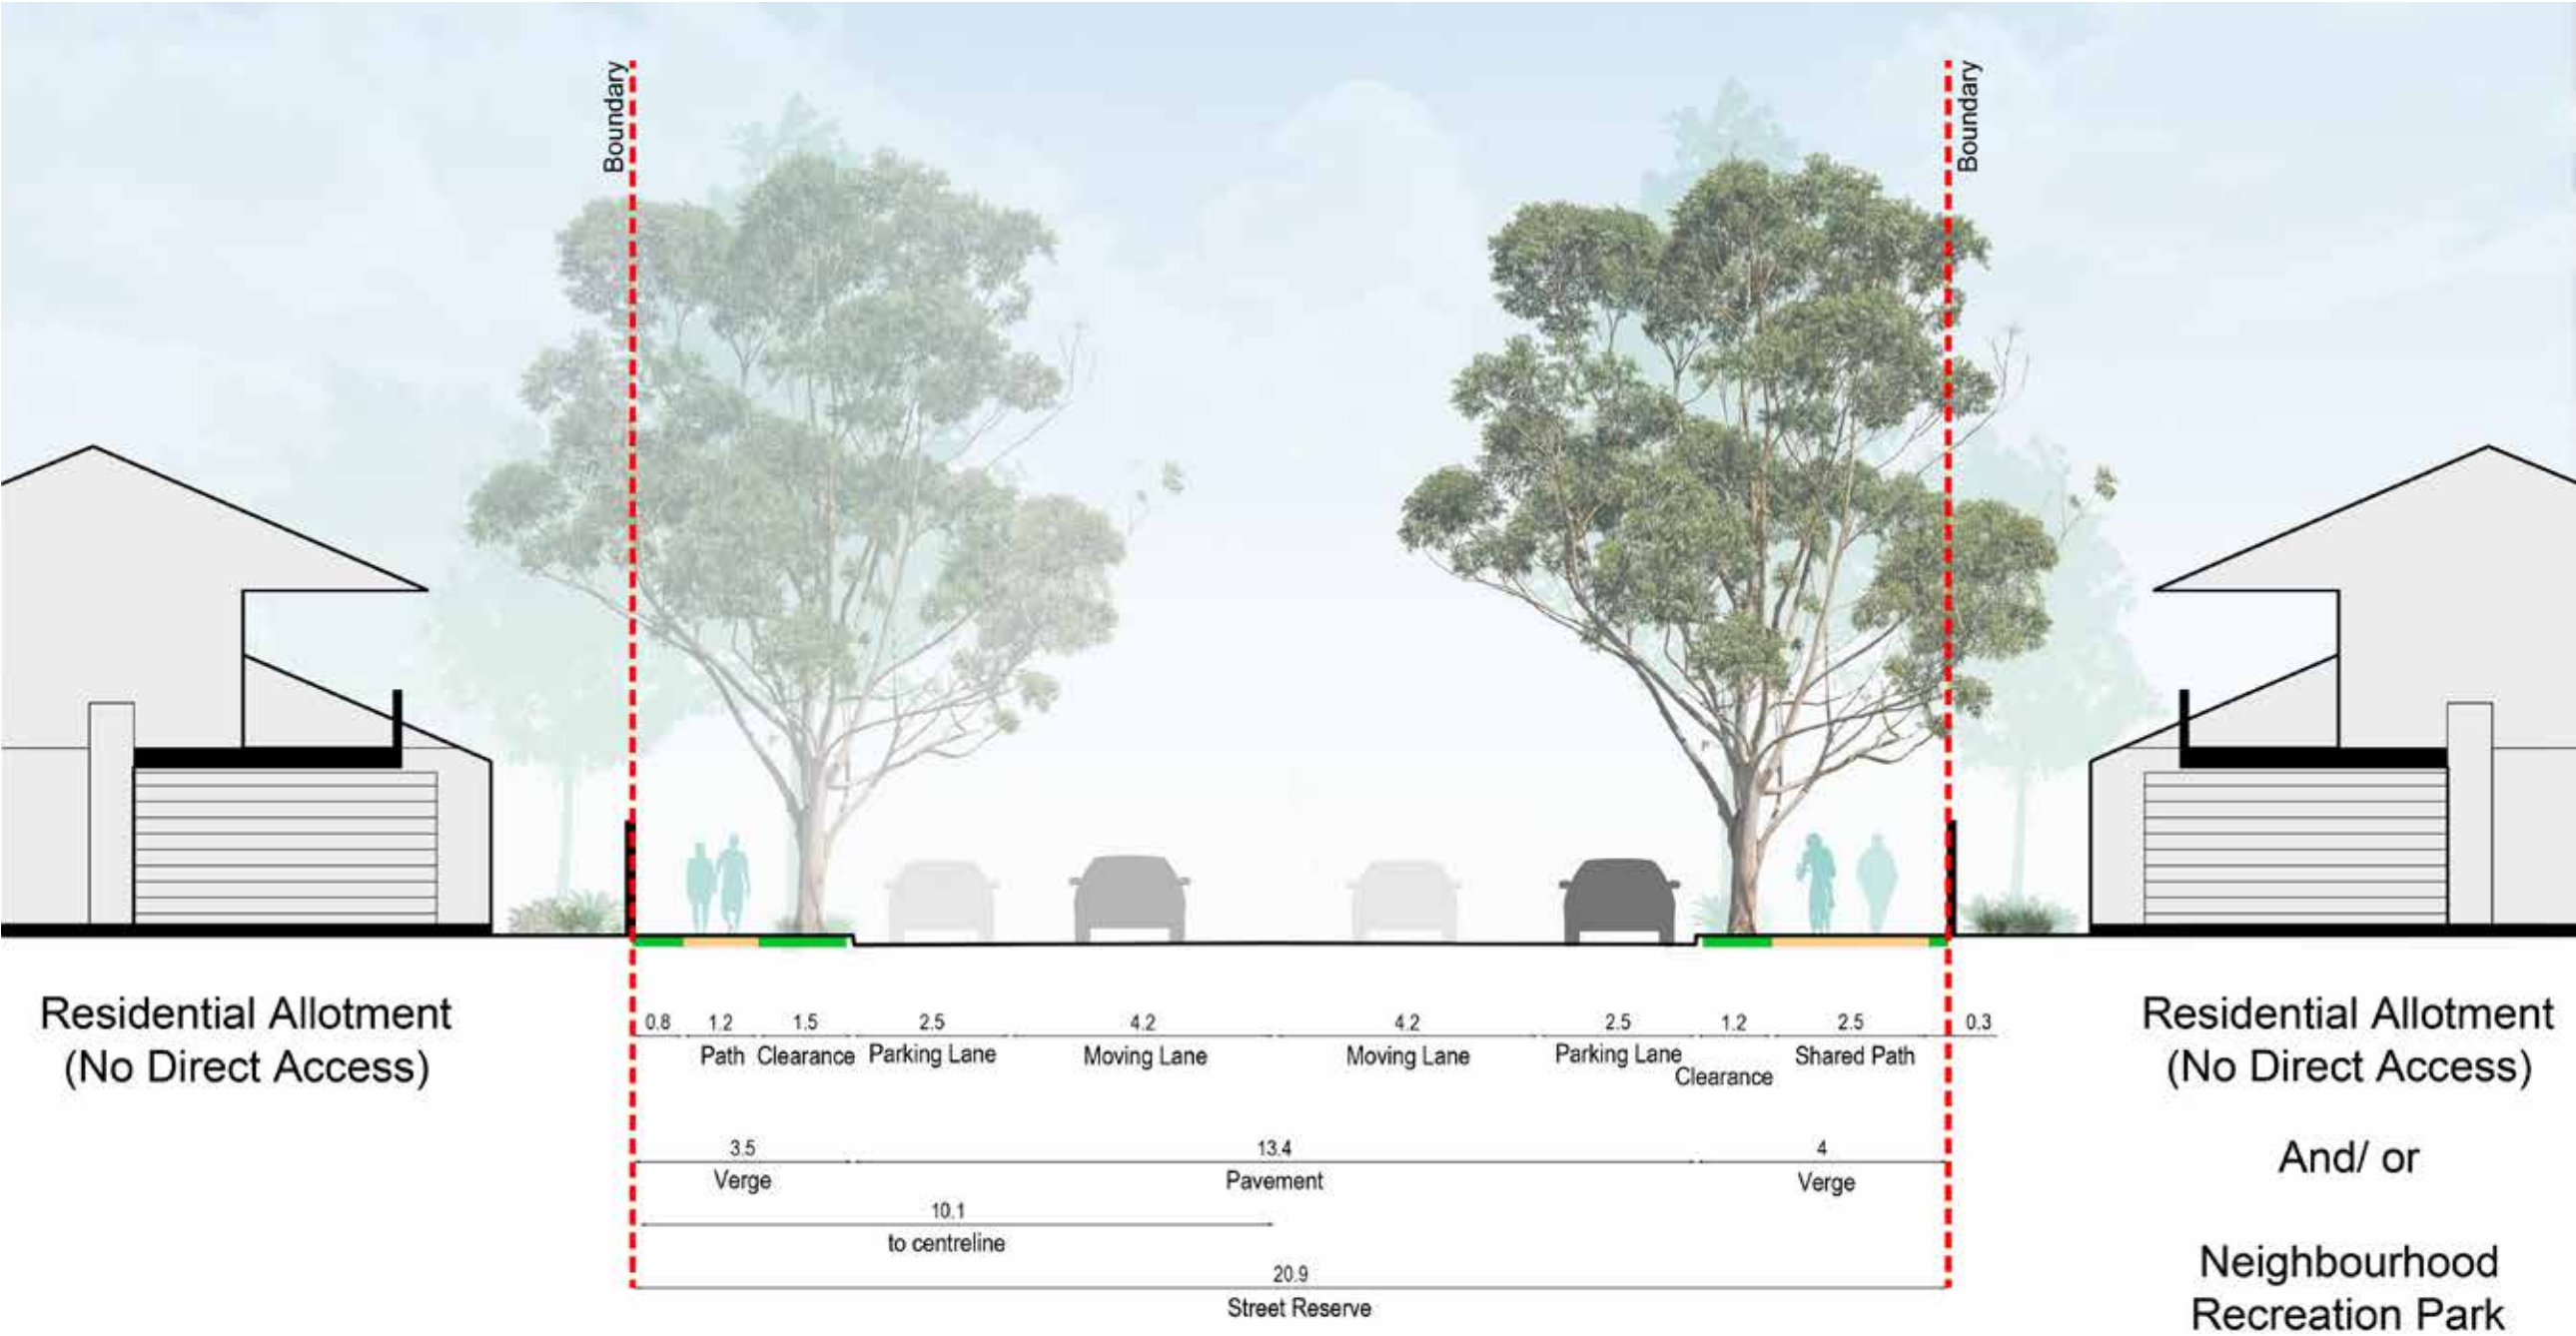 Boundary
Boundary
Residential Allotment
(No Direct Access)
0.8 1.2 1.5 2.5 4.2 4.2 2.5 1.2 2.5 0.3
Path Clearance Parking Lane Moving Lane Moving Lane Parking Lane Clearance Shared Path
3.5 13.4 4
Verge Pavement Verge
10.1
to centreline
20.9
Street Reserve
Residential Allotment
(No Direct Access)
And/ or
Neighbourhood
Recreation Park